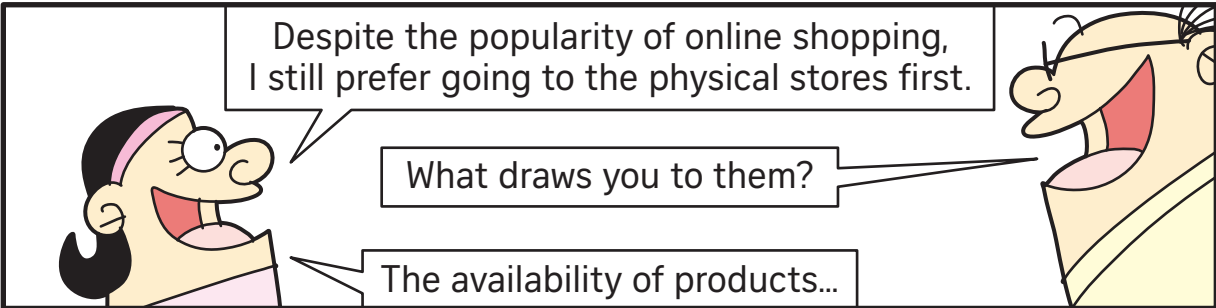 Despite the popularity of online shopping,
I still prefer going to the physical stores first.
What draws you to them?
The availability of products...